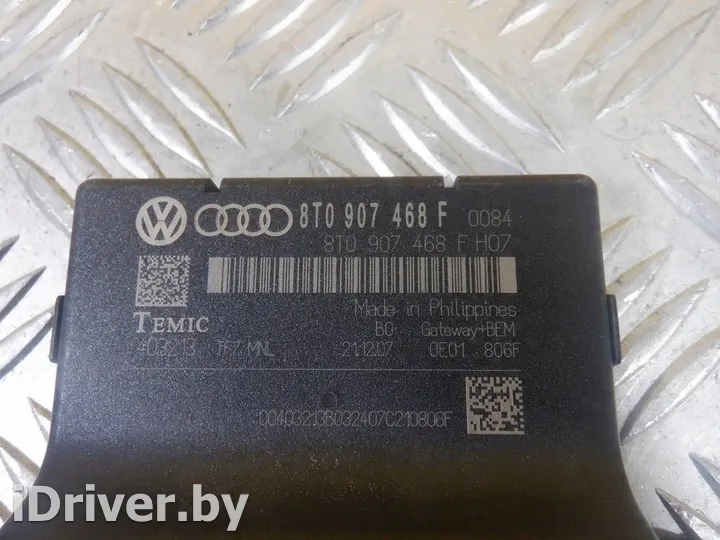 8T0 907 468 F 0084
8T0 907 468 F H07
TEMIC
Made in Philippines
B0 Gateway+BEM
403213 MNL 21.12.07 0E01 806F
00403213B032407C210806F
iDriver.by